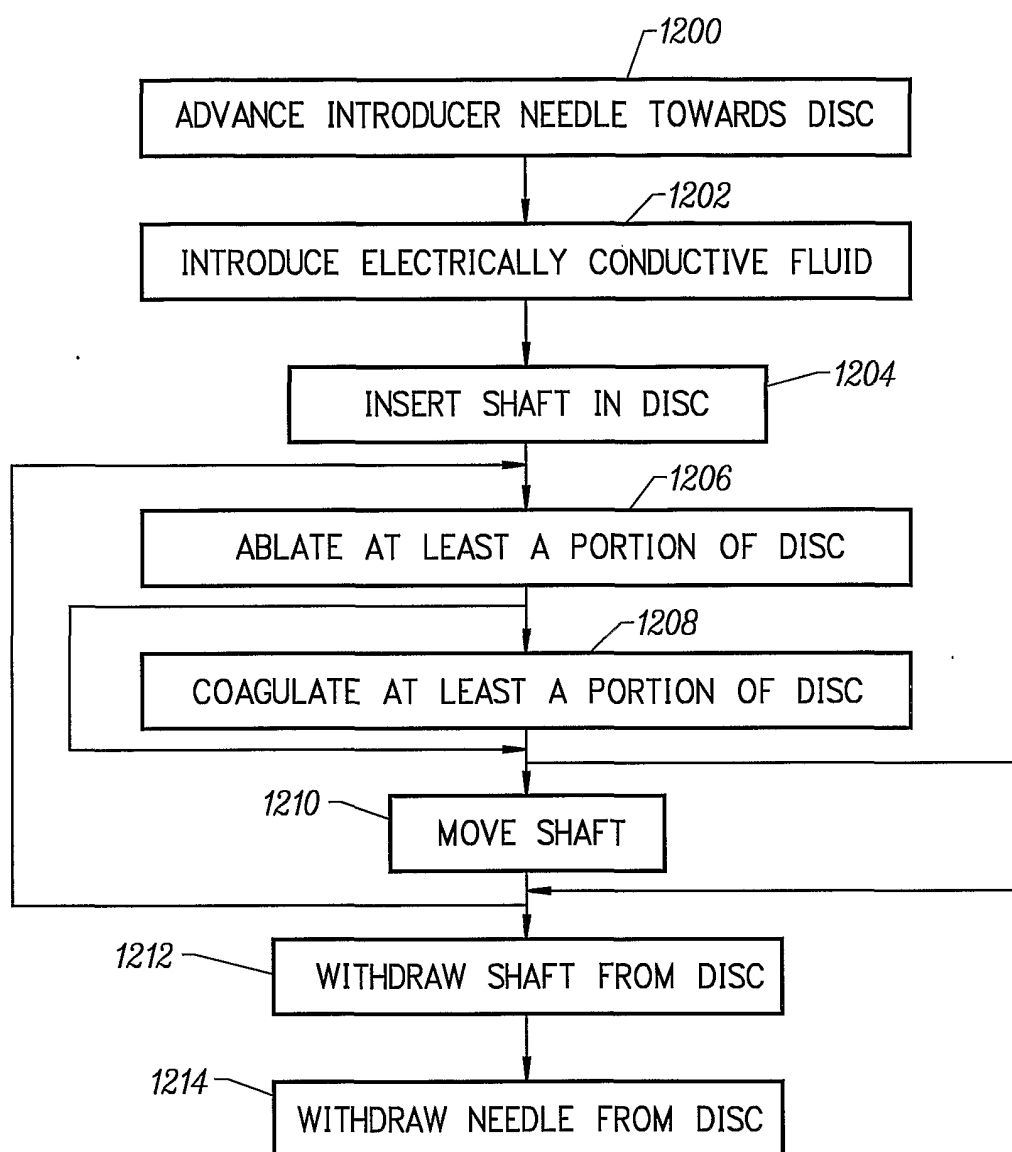 1200
ADVANCE INTRODUCER NEEDLE TOWARDS DISC
1202
INTRODUCE ELECTRICALLY CONDUCTIVE FLUID
1204
INSERT SHAFT IN DISC
1206
ABLATE AT LEAST A PORTION OF DISC
1208
COAGULATE AT LEAST A PORTION OF DISC
1210
MOVE SHAFT
1212
WITHDRAW SHAFT FROM DISC
1214
WITHDRAW NEEDLE FROM DISC